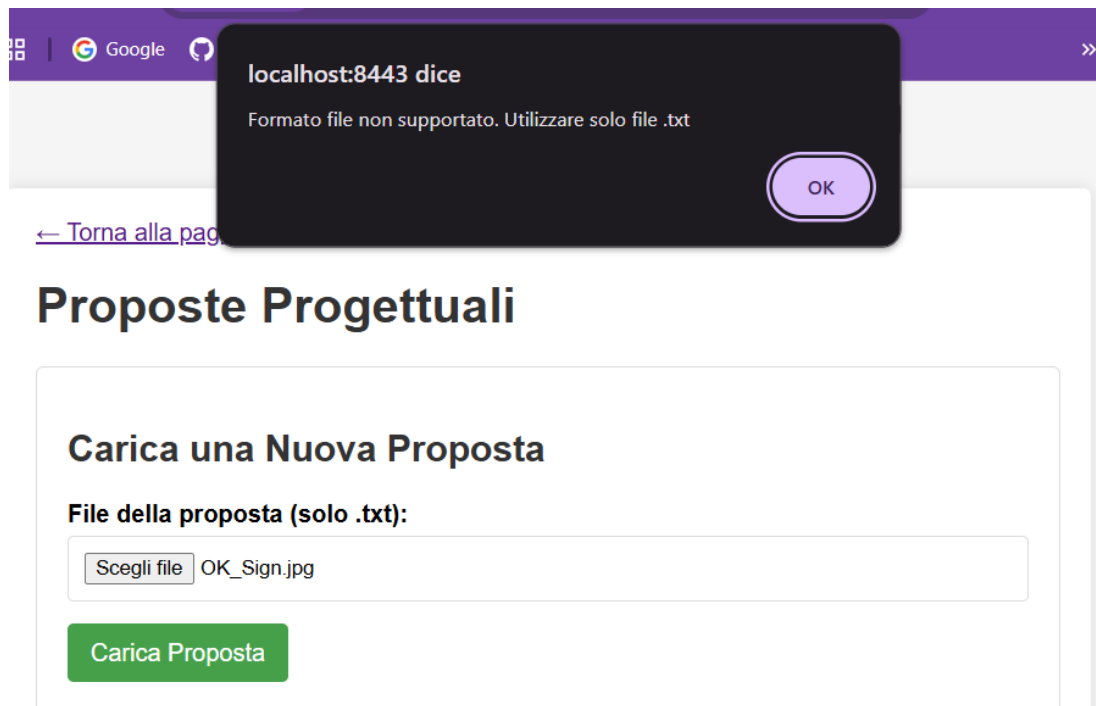 Google
localhost:8443 dice
Formato file non supportato. Utilizzare solo file .txt
OK
← Torna alla pag
Proposte Progettuali
Carica una Nuova Proposta
File della proposta (solo .txt):
Scegli file OK_Sign.jpg
Carica Proposta